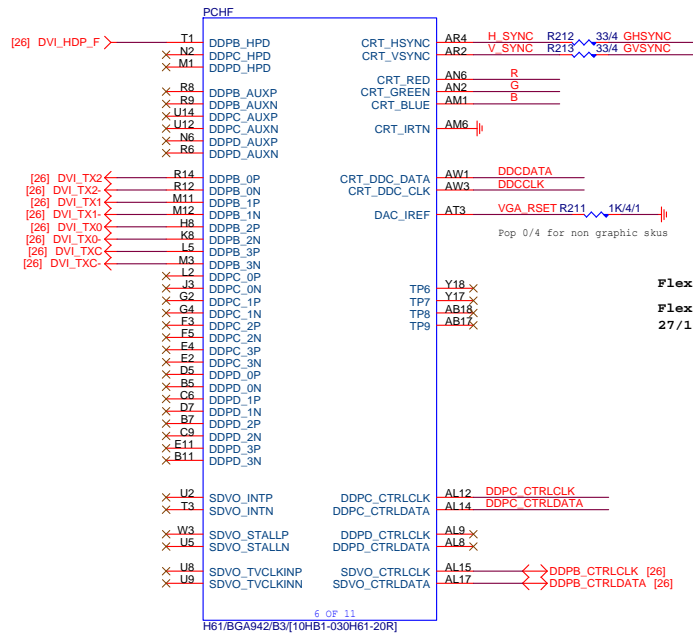 PCHF
[26] DVI_HDP_F T1 DDPB_HPD CRT_HSYNC AR4 H_SYNC R212 33/4 GHSYNC
N2 DDPC_HPD CRT_VSYNC AR2 V_SYNC R213 33/4 GVSYNC
M1 DDPD_HPD
CRT_RED AN6 R
R8 DDPB_AUXP CRT_GREEN AN2 G
R9 DDPB_AUXN CRT_BLUE AM1 B
U14 DDPC_AUXP
U12 DDPC_AUXN CRT_IRTN AM6
N6 DDPD_AUXP
R6 DDPD_AUXN
[26] DVI_TX2 R14 DDPB_0P CRT_DDC_DATA AW1 DDCDATA
[26] DVI_TX2- R12 DDPB_0N CRT_DDC_CLK AW3 DDCCLK
[26] DVI_TX1 M11 DDPB_1P
[26] DVI_TX1- M12 DDPB_1N DAC_IREF AT3 VGA_RSET R211 1K/4/1
[26] DVI_TX0 H8 DDPB_2P Pop 0/4 for non graphic skus
[26] DVI_TX0- K8 DDPB_2N
[26] DVI_TXC L5 DDPB_3P
[26] DVI_TXC- M3 DDPB_3N
L2 DDPC_0P
J3 DDPC_0N TP6 Y18 Flex
G2 DDPC_1P TP7 Y17
G4 DDPC_1N TP8 AB18 Flex
F3 DDPC_2P TP9 AB17 27/1
F5 DDPC_2N
E4 DDPC_3P
E2 DDPC_3N
D5 DDPD_0P
B5 DDPD_0N
C6 DDPD_1P
D7 DDPD_1N
B7 DDPD_2P
C9 DDPD_2N
E11 DDPD_3P
B11 DDPD_3N
U2 SDVO_INTP DDPC_CTRLCLK AL12 DDPC_CTRLCLK
T3 SDVO_INTN DDPC_CTRLDATA AL14 DDPC_CTRLDATA
W3 SDVO_STALLP DDPD_CTRLCLK AL9
U5 SDVO_STALLN DDPD_CTRLDATA AL8
U8 SDVO_TVCLKINP SDVO_CTRLCLK AL15 DDPB_CTRLCLK [26]
U9 SDVO_TVCLKINN SDVO_CTRLDATA AL17 DDPB_CTRLDATA [26]
6 OF 11
H61/BGA942/B3/[10HB1-030H61-20R]